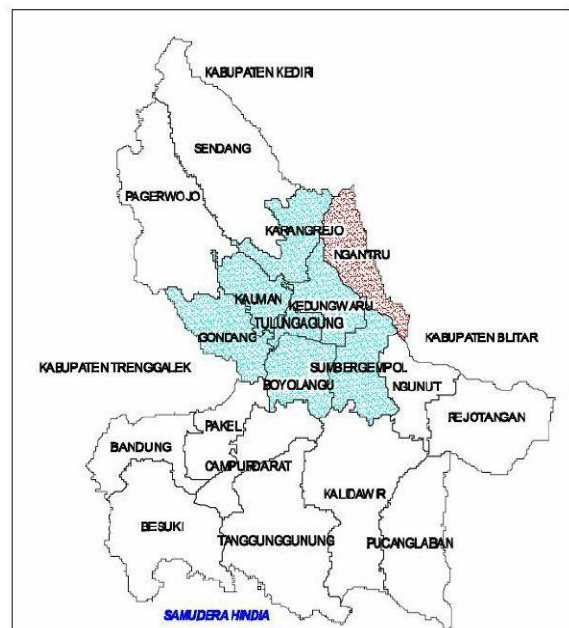 KABUPATEN KEDIRI
SENDANG
PAGERWOJO
KARANGREJO
NGANTRU
KAUMAN
KEDUNGWARU
TULUNGAGUNG
GONDANG
KABUPATEN BLITAR
KABUPATEN TRENGGALEK
SUMBERGEMPOL
BOYOLANGU
NGUNUT
REJOTANGAN
PAKEL
BANDUNG
CAMPURDARAT
KALIDAWIR
BESUKI
TANGGUNGGUNUNG
PUCANGLABAN
SAMUDERA HINDIA